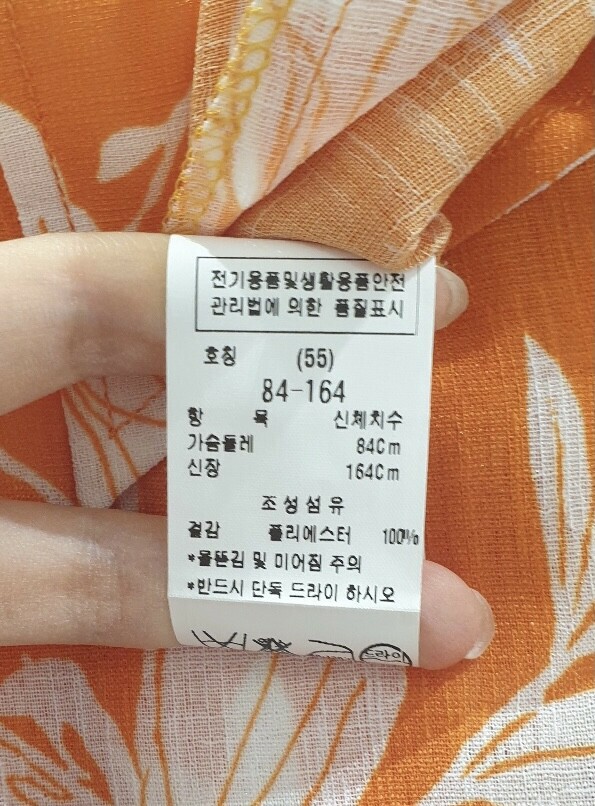 전기용품및생활용품안전
관리법에 의한 품질표시
호칭 (55)
84-164
항 목 신체치수
가슴둘레 84Cm
신장 164Cm
조성섬유
겉감 폴리에스터 100%
*올뜯김 및 미어짐 주의
*반드시 단독 드라이 하시오
드라이